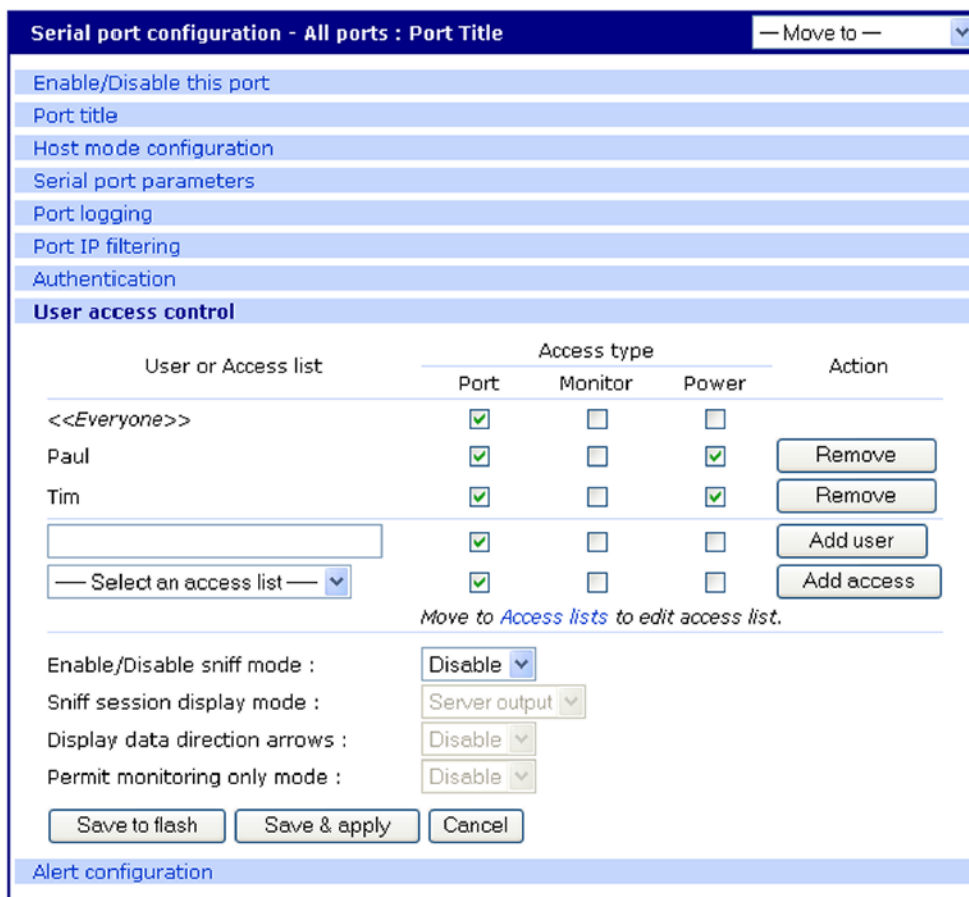 Serial port configuration - All ports : Port Title — Move to —
Enable/Disable this port
Port title
Host mode configuration
Serial port parameters
Port logging
Port IP filtering
Authentication
User access control
User or Access list Access type Action
Port Monitor Power
<<Everyone>>
Paul Remove
Tim Remove
Add user
— Select an access list — Add access
Move to Access lists to edit access list.
Enable/Disable sniff mode : Disable
Sniff session display mode : Server output
Display data direction arrows : Disable
Permit monitoring only mode : Disable
Save to flash Save & apply Cancel
Alert configuration